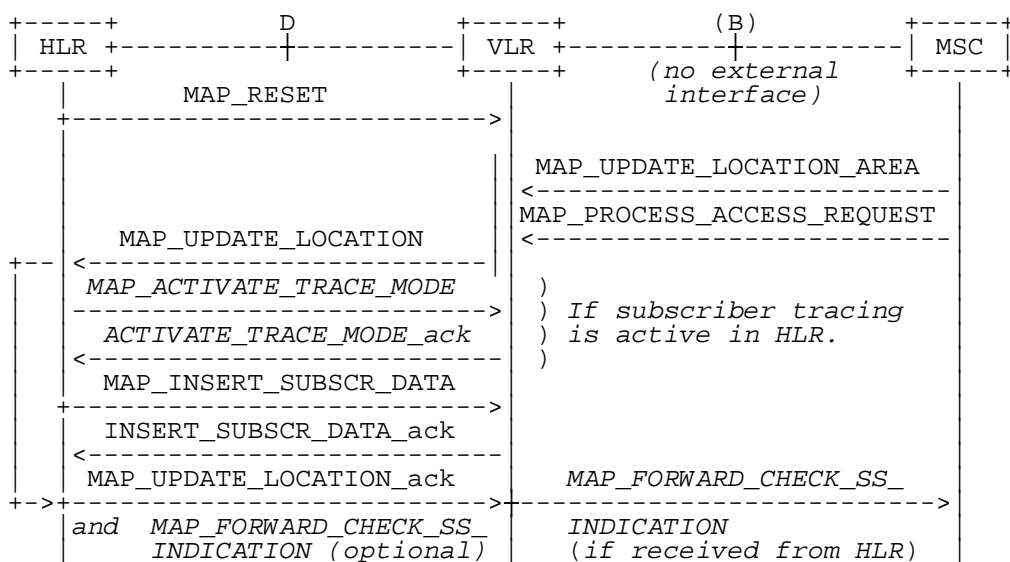 D (B)
HLR VLR MSC
(no external
MAP_RESET interface)
MAP_UPDATE_LOCATION_AREA
MAP_PROCESS_ACCESS_REQUEST
MAP_UPDATE_LOCATION
MAP_ACTIVATE_TRACE_MODE )
) If subscriber tracing
ACTIVATE_TRACE_MODE_ack ) is active in HLR.
)
MAP_INSERT_SUBSCR_DATA
INSERT_SUBSCR_DATA_ack
MAP_UPDATE_LOCATION_ack MAP_FORWARD_CHECK_SS_
and MAP_FORWARD_CHECK_SS_ INDICATION
INDICATION (optional) (if received from HLR)